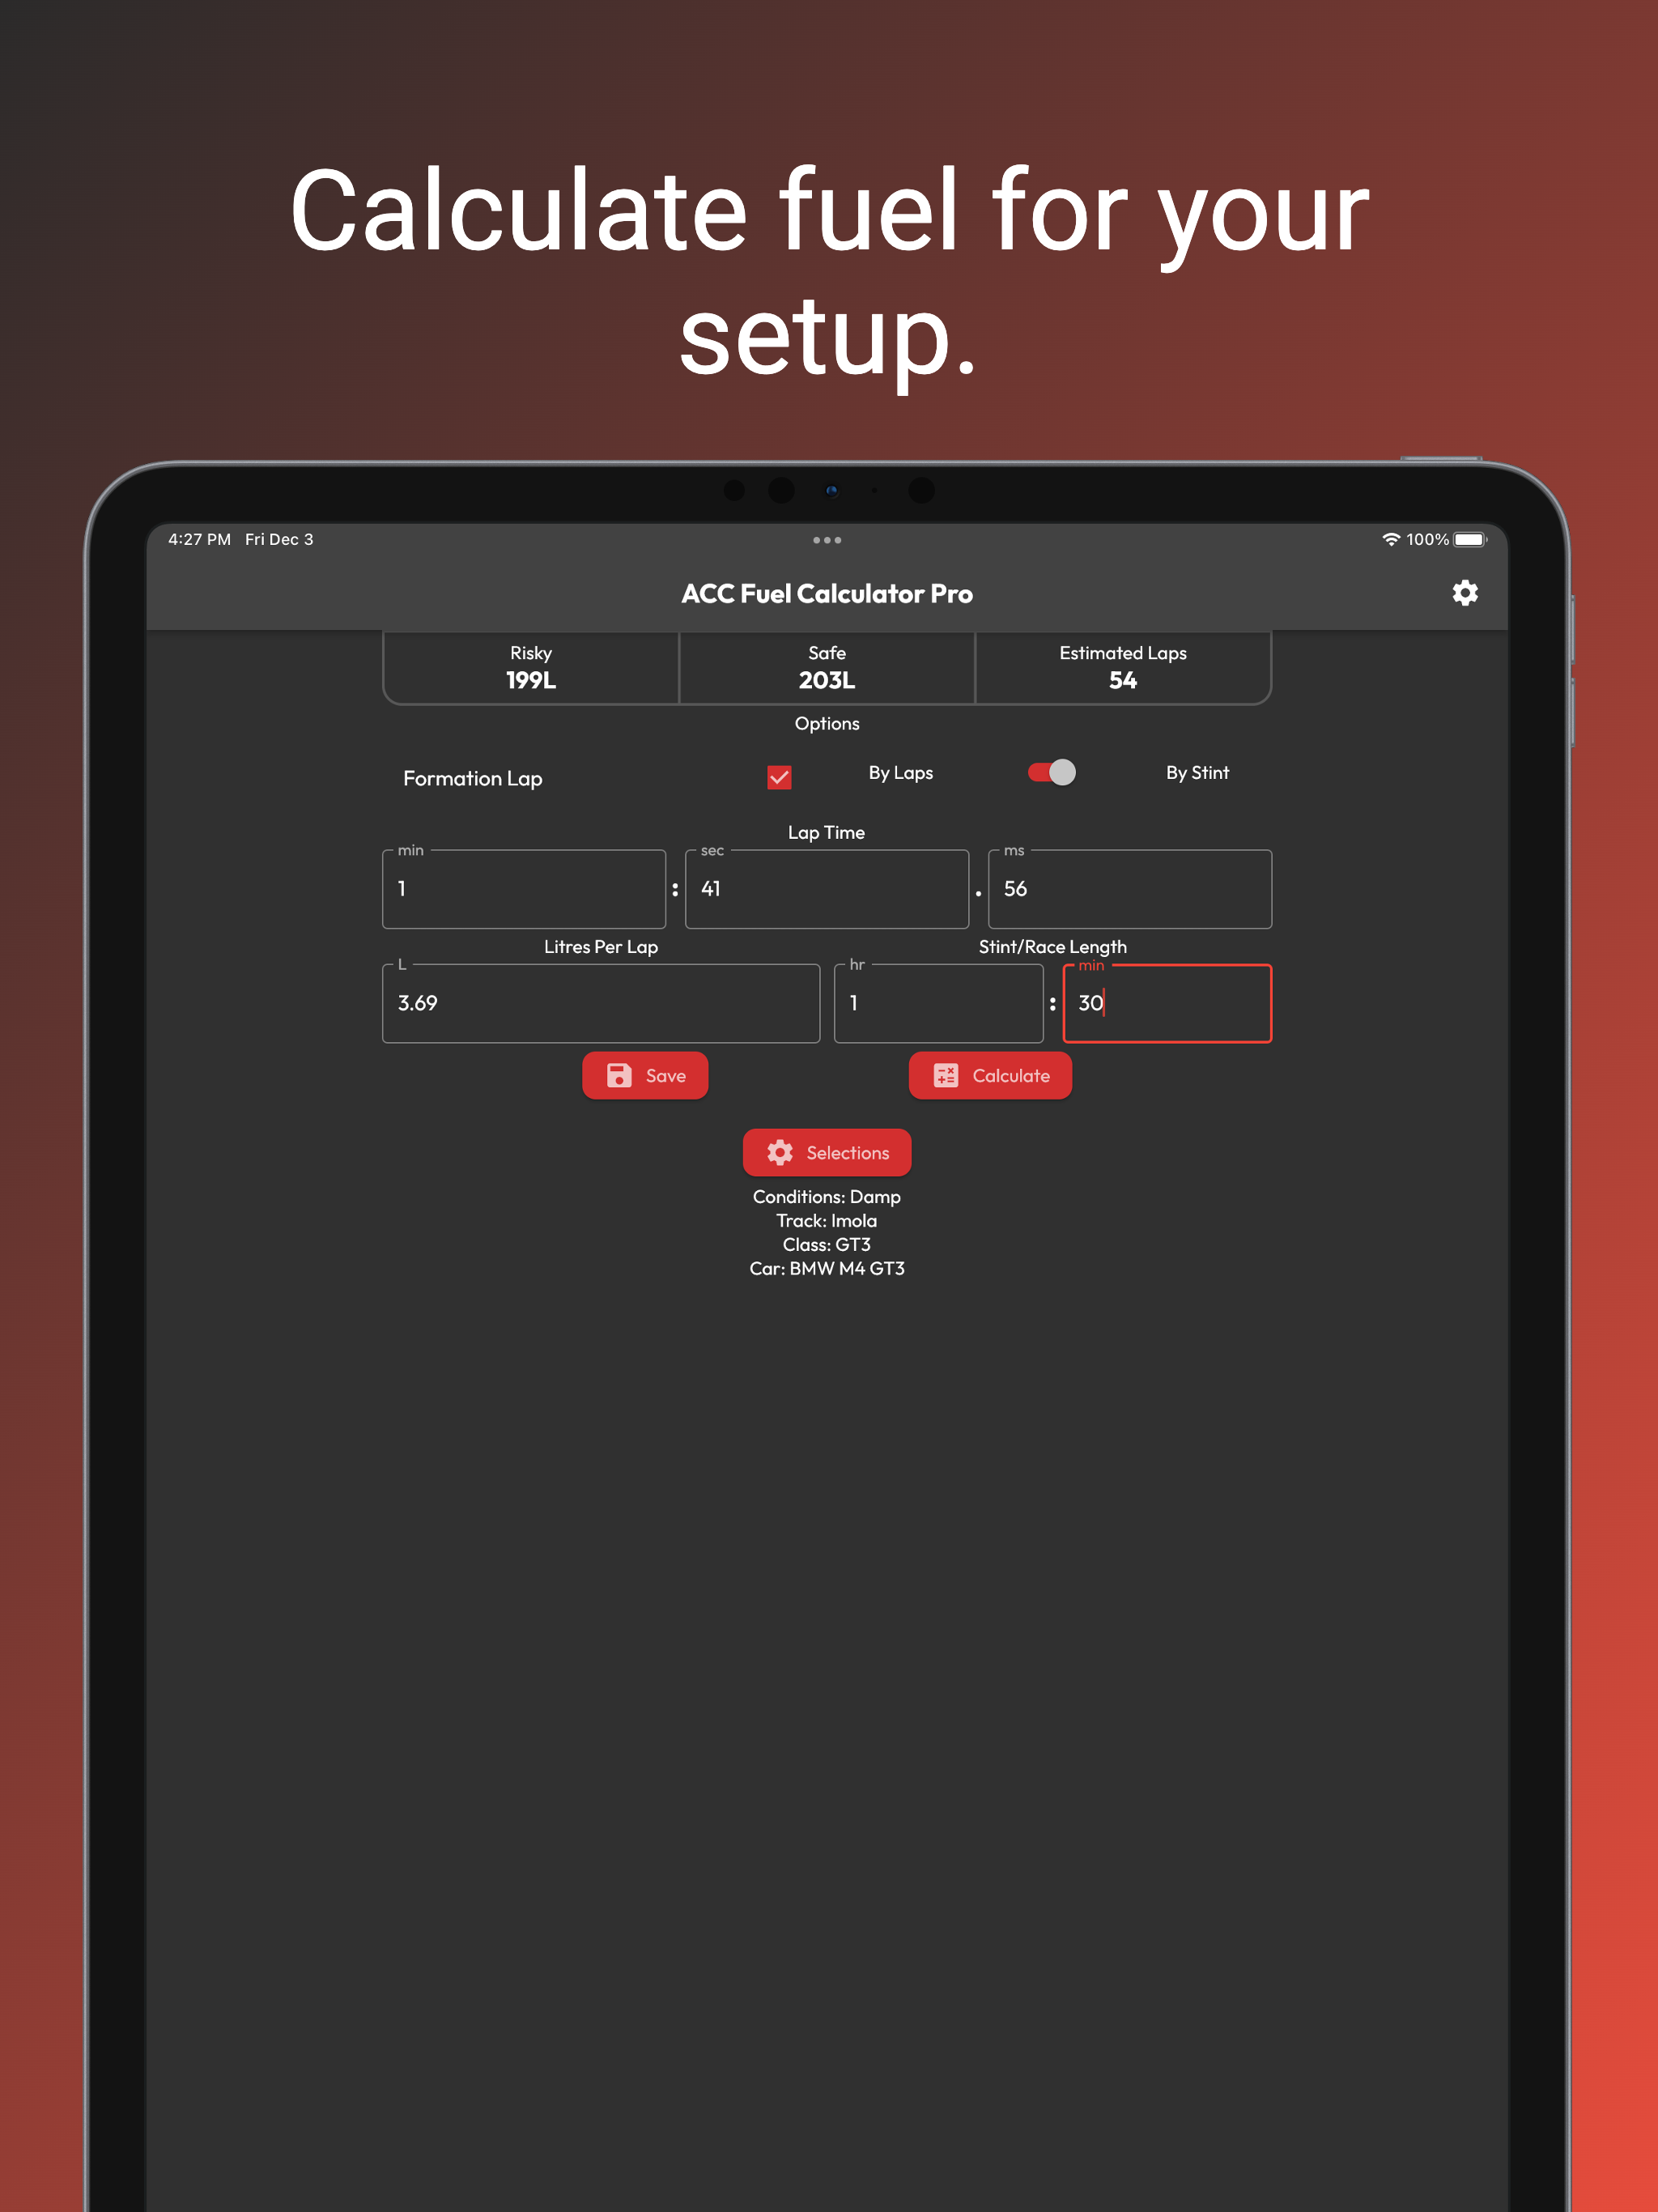 Calculate fuel for your
setup.
4:27 PM Fri Dec 3
100%
ACC Fuel Calculator Pro
Risky Safe Estimated Laps
199L 203L 54
Options
Formation Lap By Laps By Stint
Lap Time
min sec ms
1 : 41 . 56
Litres Per Lap Stint/Race Length
L hr min
3.69 1 : 30
Save Calculate
Selections
Conditions: Damp
Track: Imola
Class: GT3
Car: BMW M4 GT3